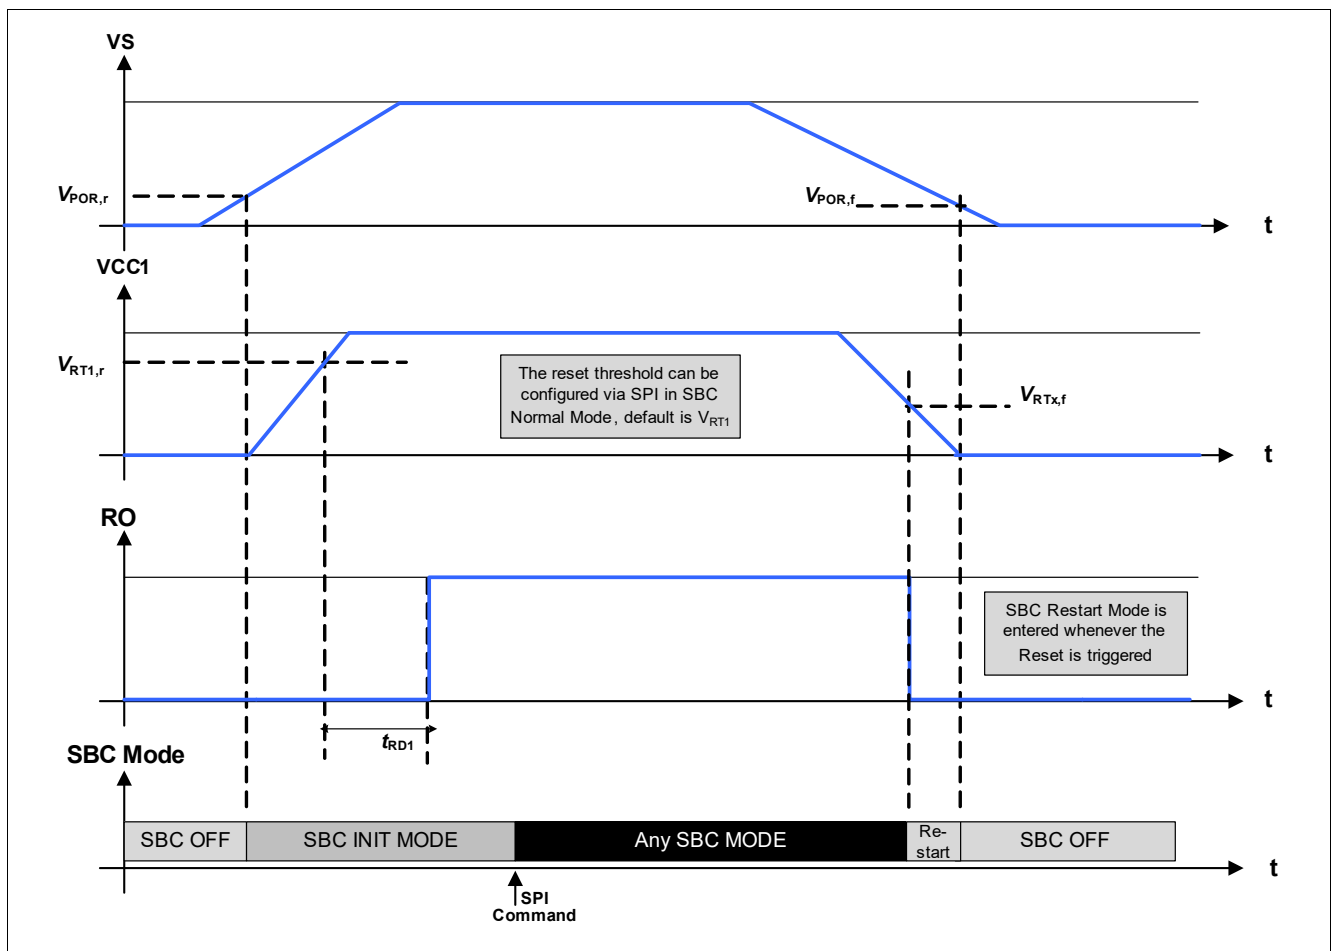 VS
VPOR,r
VPOR,f
t
VCC1
VRT1,r
The reset threshold can be
configured via SPI in SBC
Normal Mode, default is VRT1
VRTx,f
t
RO
SBC Restart Mode is
entered whenever the
Reset is triggered
t
tRD1
SBC Mode
SBC OFF
SBC INIT MODE
Any SBC MODE
Re-
start
SBC OFF
t
SPI
Command